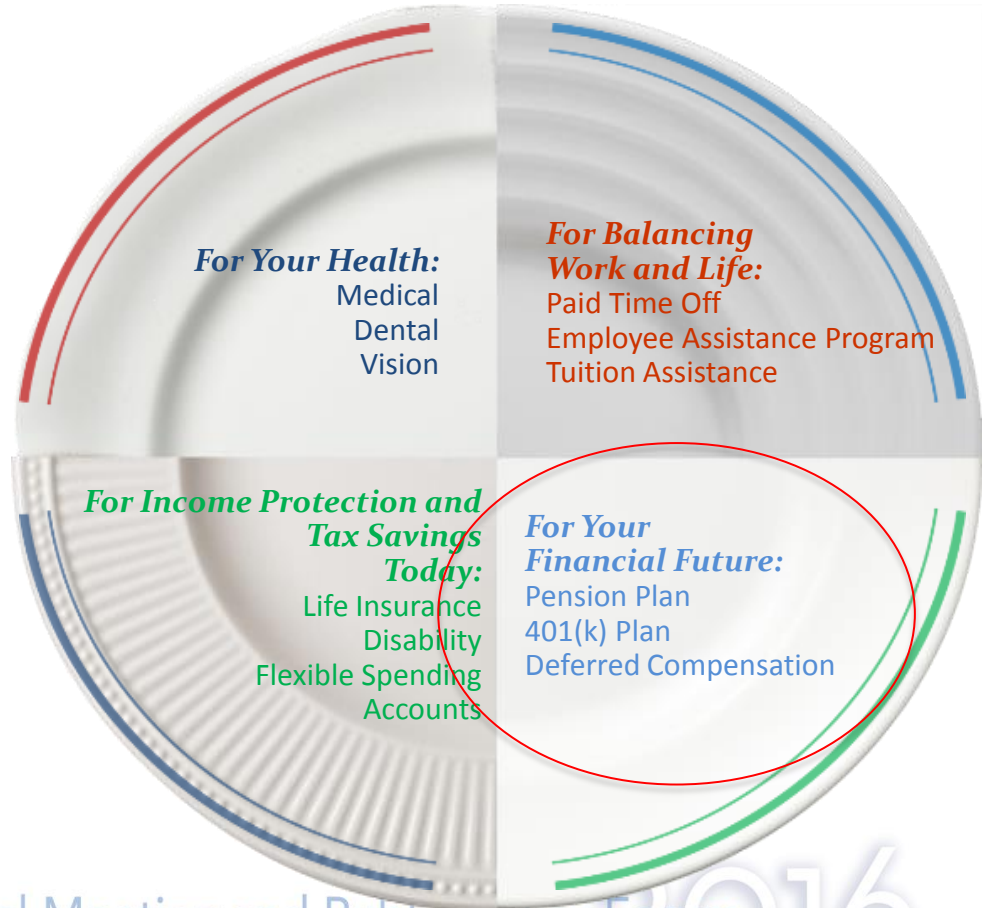 For Your Health:
Medical
Dental
Vision
For Balancing
Work and Life:
Paid Time Off
Employee Assistance Program
Tuition Assistance
For Income Protection and
Tax Savings
Today:
Life Insurance
Disability
Flexible Spending
Accounts
For Your
Financial Future:
Pension Plan
401(k) Plan
Deferred Compensation
2016